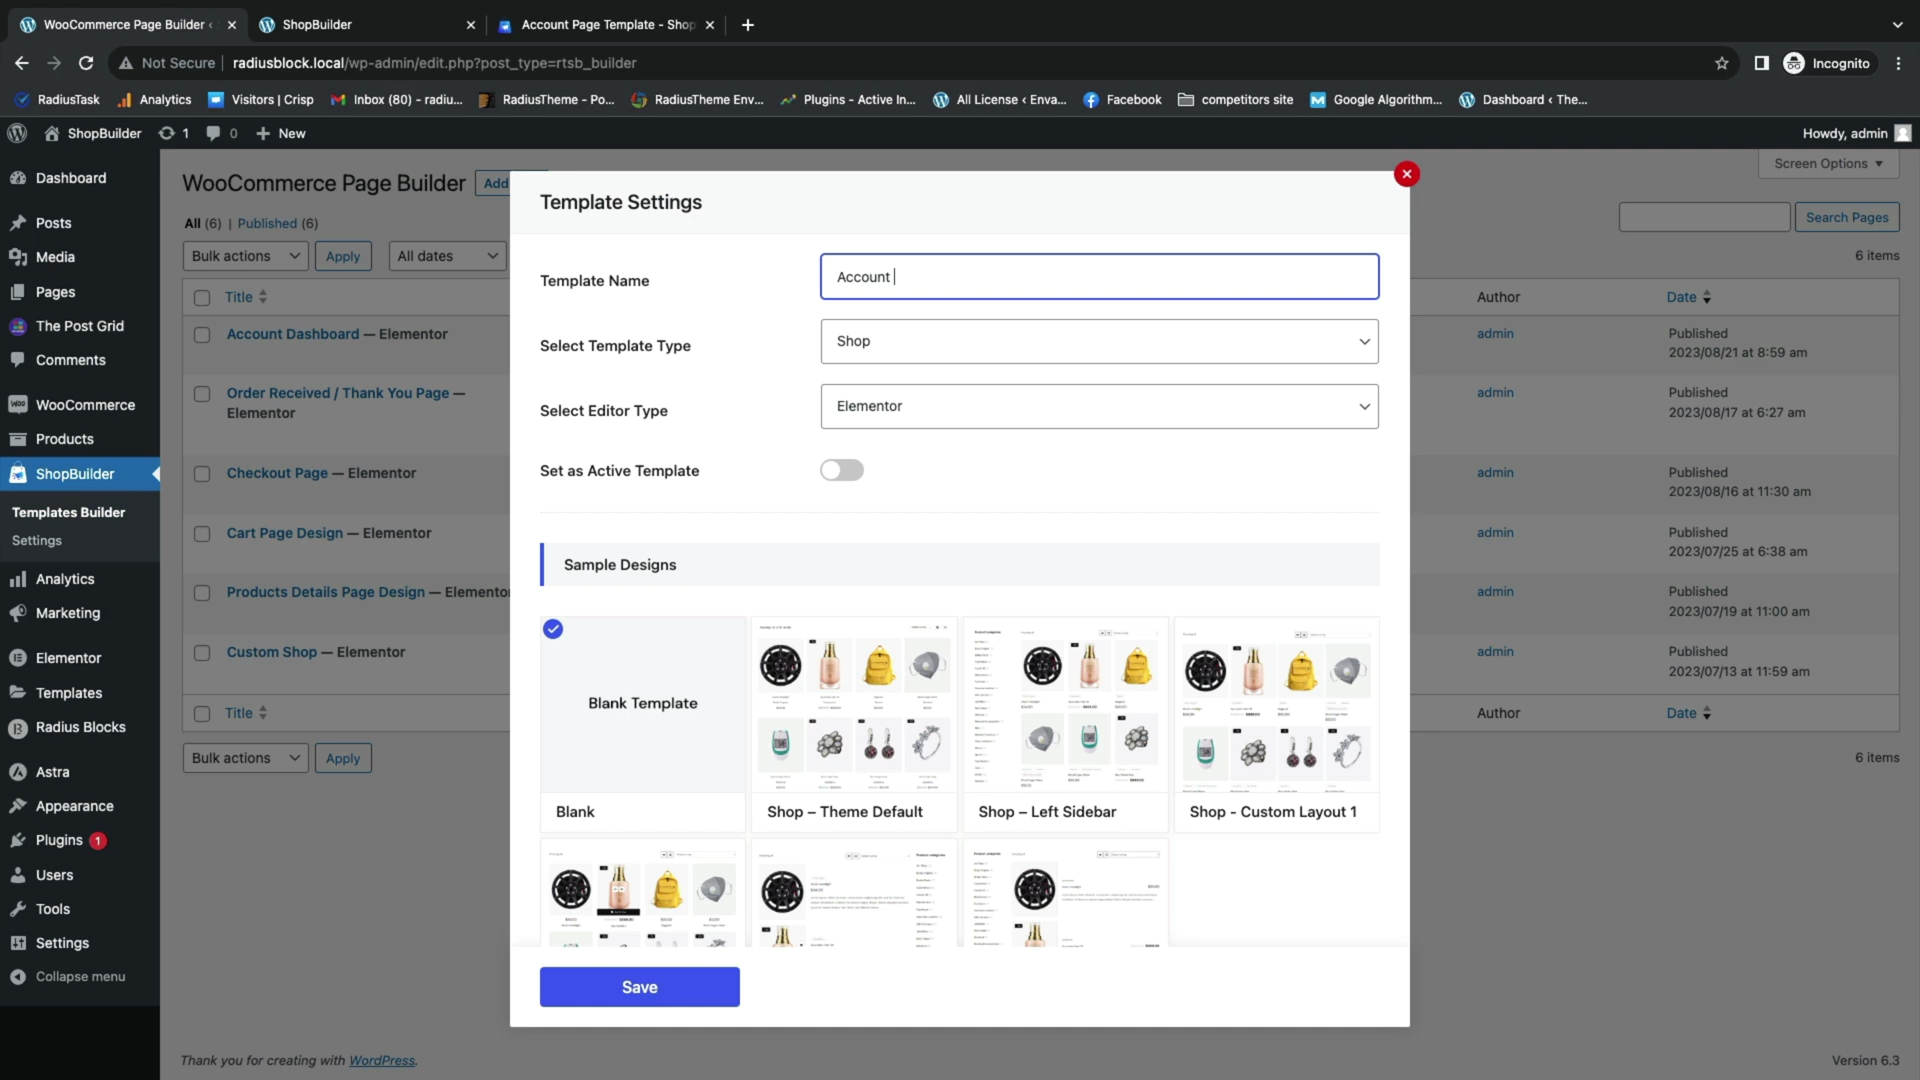 WooCommerce Page Builder ‹
ShopBuilder
Account Page Template - Shop
Not Secure
radiusblock.local/wp-admin/edit.php?post_type=rtsb_builder
Incognito
RadiusTask
Analytics
Visitors | Crisp
Inbox (80) - radiu...
RadiusTheme - Po...
RadiusTheme Env...
Plugins - Active In...
All License ‹ Enva...
Facebook
competitors site
Google Algorithm...
Dashboard ‹ The...
ShopBuilder
1
0
New
Howdy, admin
Dashboard
Posts
Media
Pages
The Post Grid
Comments
WooCommerce
Products
ShopBuilder
Templates Builder
Settings
Analytics
Marketing
Elementor
Templates
Radius Blocks
Astra
Appearance
Plugins 1
Users
Tools
Settings
Collapse menu
WooCommerce Page Builder
Add
Screen Options
All (6) | Published (6)
Search Pages
Bulk actions
Apply
All dates
6 items
Title
Author
Date
Account Dashboard — Elementor
admin
Published
2023/08/21 at 8:59 am
Order Received / Thank You Page —
Elementor
admin
Published
2023/08/17 at 6:27 am
Checkout Page — Elementor
admin
Published
2023/08/16 at 11:30 am
Cart Page Design — Elementor
admin
Published
2023/07/25 at 6:38 am
Products Details Page Design — Elementor
admin
Published
2023/07/19 at 11:00 am
Custom Shop — Elementor
admin
Published
2023/07/13 at 11:59 am
Title
Author
Date
Bulk actions
Apply
6 items
Template Settings
Template Name
Account
Select Template Type
Shop
Select Editor Type
Elementor
Set as Active Template
Sample Designs
Blank Template
Blank
Shop – Theme Default
Shop – Left Sidebar
Shop - Custom Layout 1
Save
Thank you for creating with WordPress.
Version 6.3